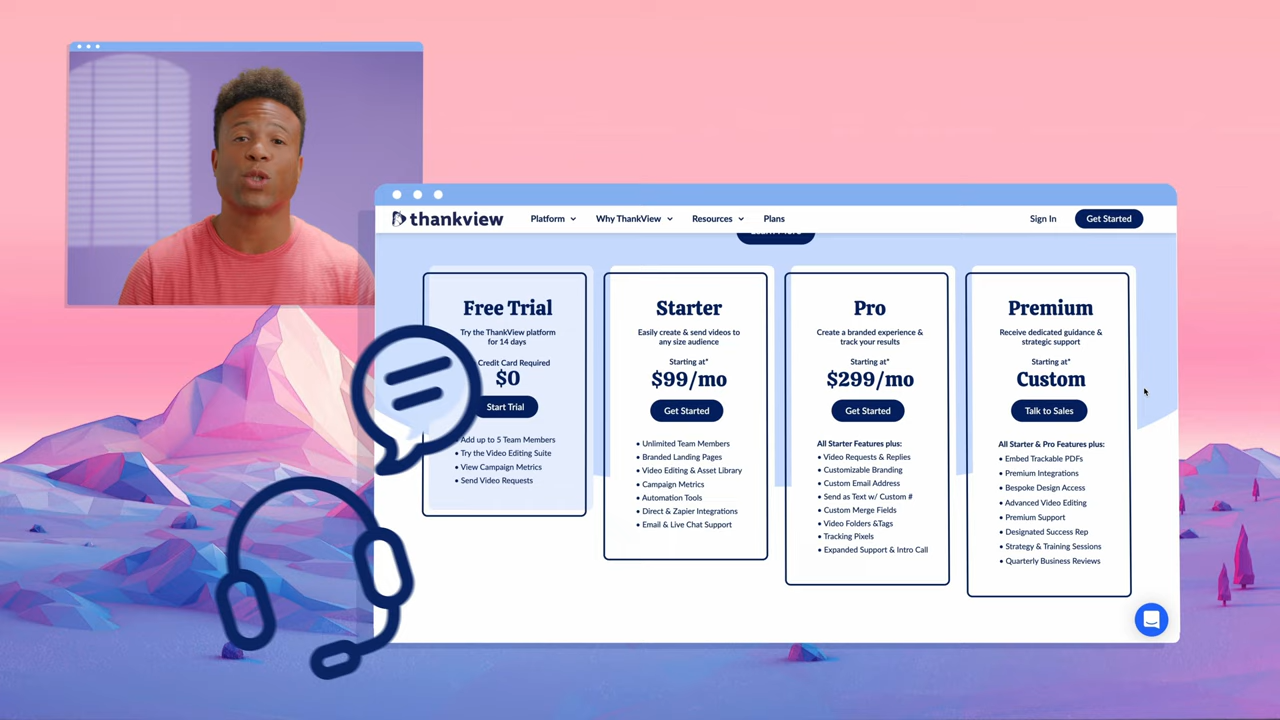 thankview
Platform
Why ThankView
Resources
Plans
Sign In
Get Started
Free Trial
Try the ThankView platform
for 14 days
Credit Card Required
$0
Start Trial
• Add up to 5 Team Members
• Try the Video Editing Suite
• View Campaign Metrics
• Send Video Requests
Starter
Easily create & send videos to
any size audience
Starting at*
$99/mo
Get Started
• Unlimited Team Members
• Branded Landing Pages
• Video Editing & Asset Library
• Campaign Metrics
• Automation Tools
• Direct & Zapier Integrations
• Email & Live Chat Support
Pro
Create a branded experience &
track your results
Starting at*
$299/mo
Get Started
All Starter Features plus:
• Video Requests & Replies
• Customizable Branding
• Custom Email Address
• Send as Text w/ Custom #
• Custom Merge Fields
• Video Folders &Tags
• Tracking Pixels
• Expanded Support & Intro Call
Premium
Receive dedicated guidance &
strategic support
Starting at*
Custom
Talk to Sales
All Starter & Pro Features plus:
• Embed Trackable PDFs
• Premium Integrations
• Bespoke Design Access
• Advanced Video Editing
• Premium Support
• Designated Success Rep
• Strategy & Training Sessions
• Quarterly Business Reviews